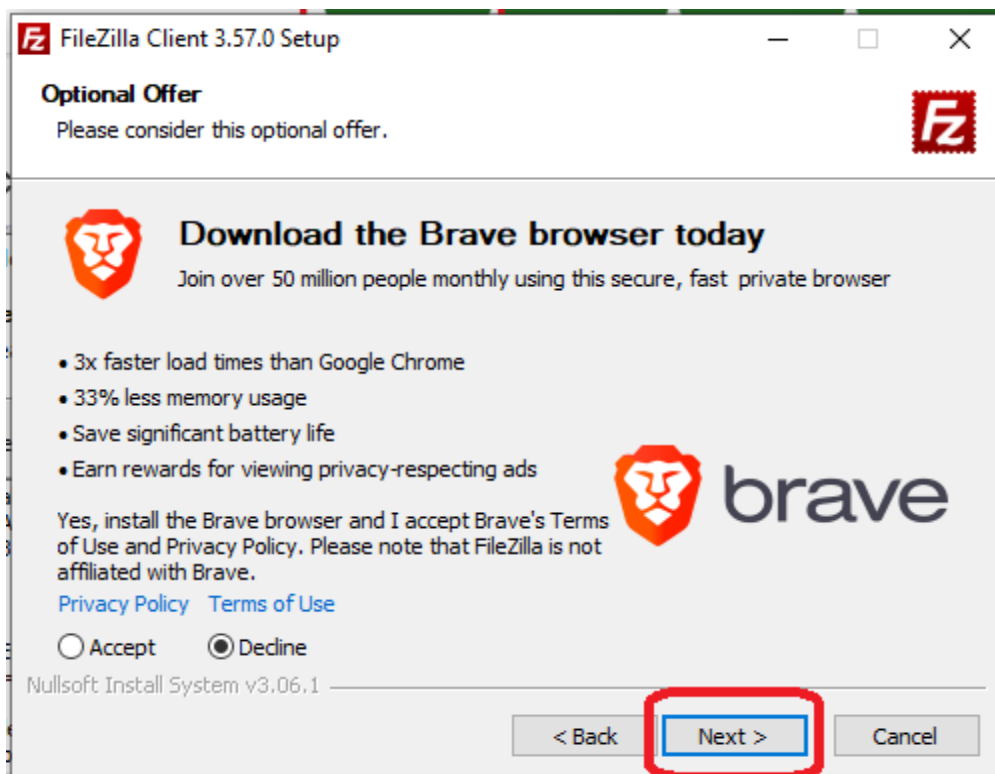 FileZilla Client 3.57.0 Setup
Optional Offer
Please consider this optional offer.
Download the Brave browser today
Join over 50 million people monthly using this secure, fast private browser
• 3x faster load times than Google Chrome
• 33% less memory usage
• Save significant battery life
• Earn rewards for viewing privacy-respecting ads
brave
Yes, install the Brave browser and I accept Brave's Terms
of Use and Privacy Policy. Please note that FileZilla is not
affiliated with Brave.
Privacy Policy Terms of Use
Accept Decline
Nullsoft Install System v3.06.1
< Back Next > Cancel